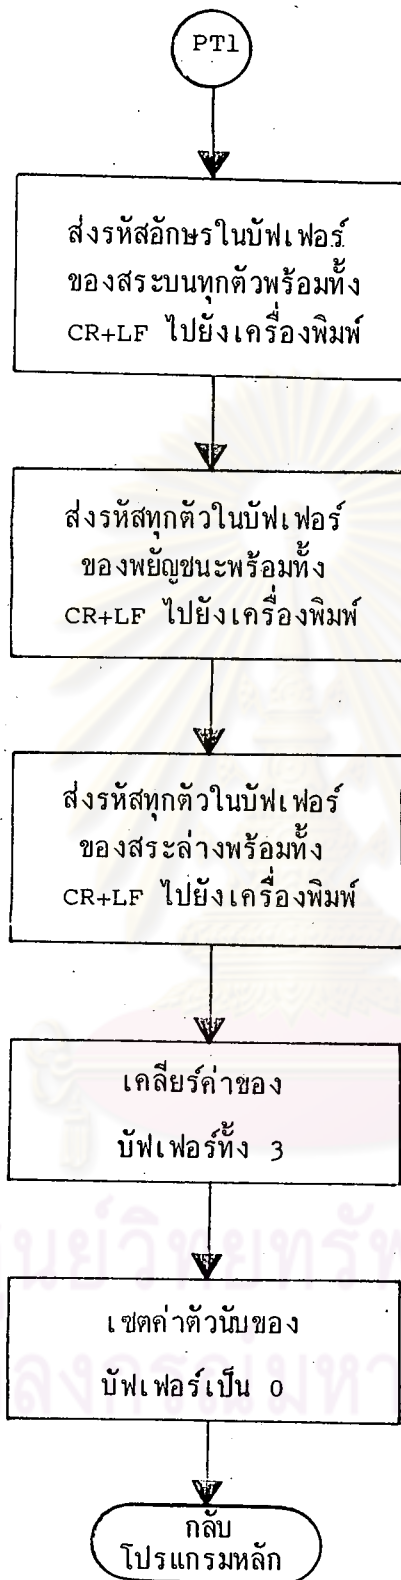 PT1
ส่งรหัสอักษรในบัฟเฟอร์
ของสระบนทุกตัวพร้อมทั้ง
CR+LF ไปยังเครื่องพิมพ์
ส่งรหัสทุกตัวในบัฟเฟอร์
ของพยัญชนะพร้อมทั้ง
CR+LF ไปยังเครื่องพิมพ์
ส่งรหัสทุกตัวในบัฟเฟอร์
ของสระล่างพร้อมทั้ง
CR+LF ไปยังเครื่องพิมพ์
เคลียร์ค่าของ
บัฟเฟอร์ทั้ง 3
เซตค่าตัวนับของ
บัฟเฟอร์เป็น 0
กลับ
โปรแกรมหลัก